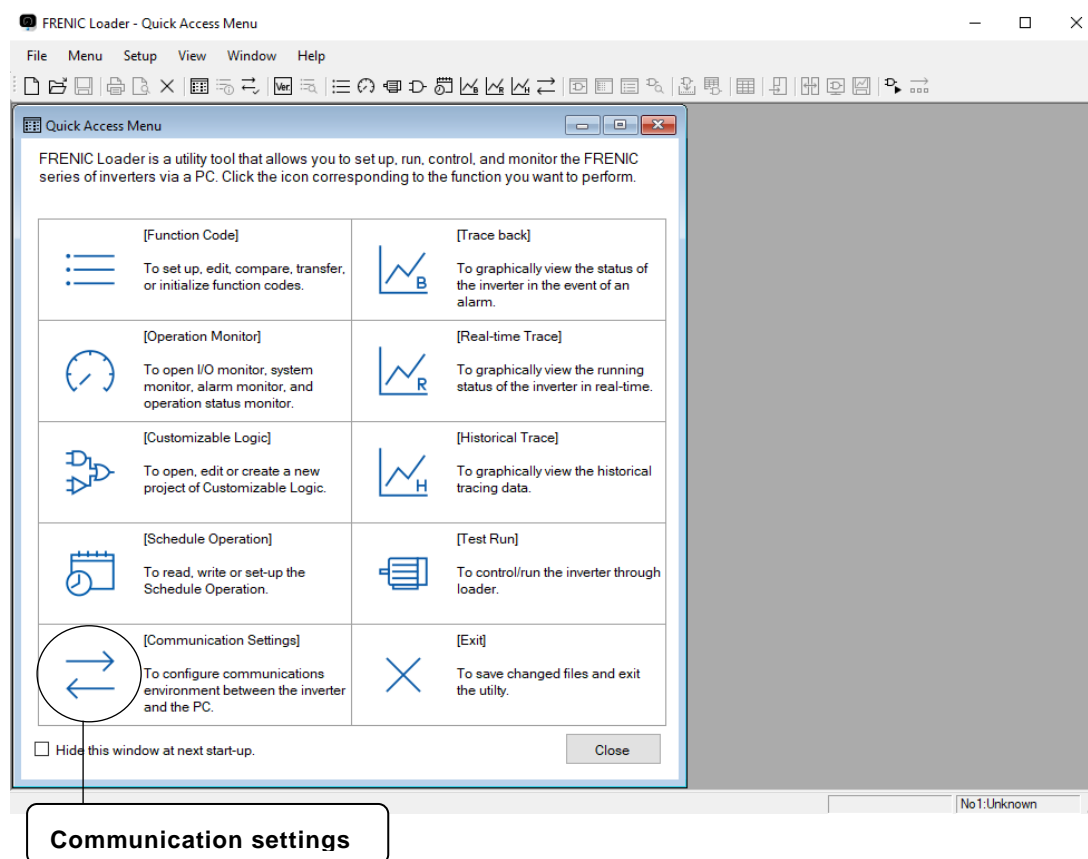 FRENIC Loader - Quick Access Menu
File Menu Setup View Window Help
Ver.
Quick Access Menu
FRENIC Loader is a utility tool that allows you to set up, run, control, and monitor the FRENIC
series of inverters via a PC. Click the icon corresponding to the function you want to perform.
[Function Code]
To set up, edit, compare, transfer,
or initialize function codes.
[Trace back]
To graphically view the status of
the inverter in the event of an
alarm.
B
[Operation Monitor]
To open I/O monitor, system
monitor, alarm monitor, and
operation status monitor.
[Real-time Trace]
To graphically view the running
status of the inverter in real-time.
R
[Customizable Logic]
To open, edit or create a new
project of Customizable Logic.
[Historical Trace]
To graphically view the historical
tracing data.
H
[Schedule Operation]
To read, write or set-up the
Schedule Operation.
[Test Run]
To control/run the inverter through
loader.
[Communication Settings]
To configure communications
environment between the inverter
and the PC.
[Exit]
To save changed files and exit
the utilty.
Hide this window at next start-up.
Close
No1:Unknown
Communication settings